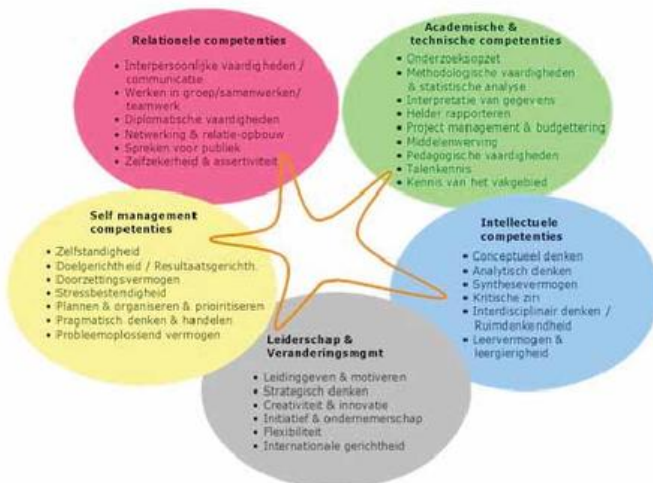 Relationele competenties
• Interpersoonlijke vaardigheden /
communicatie
• Werken in groep/samenwerken/
teamwerk
• Diplomatische vaardigheden
• Networking & relatie-opbouw
• Spreken voor publiek
• Zelfzekerheid & assertiviteit
Academische &
technische competenties
• Onderzoeksopzet
• Methodologische vaardigheden
& statistische analyse
• Interpretatie van gegevens
• Helder rapporteren
• Project management & budgettering
• Middelenwerving
• Pedagogische vaardigheden
• Talenkennis
• Kennis van het vakgebied
Self management
competenties
• Zelfstandigheid
• Doelgerichtheid / Resultaatsgerichth.
• Doorzettingsvermogen
• Stressbestendigheid
• Plannen & organiseren & prioritiseren
• Pragmatisch denken & handelen
• Probleemoplossend vermogen
Intellectuele
competenties
• Conceptueel denken
• Analytisch denken
• Synthesevermogen
• Kritische zin
• Interdisciplinair denken /
Ruimdenkendheid
• Leervermogen &
leergierigheid
Leiderschap &
Veranderingsmgmt
• Leidinggeven & motiveren
• Strategisch denken
• Creativiteit & innovatie
• Initiatief & ondernemerschap
• Flexibiliteit
• Internationale gerichtheid